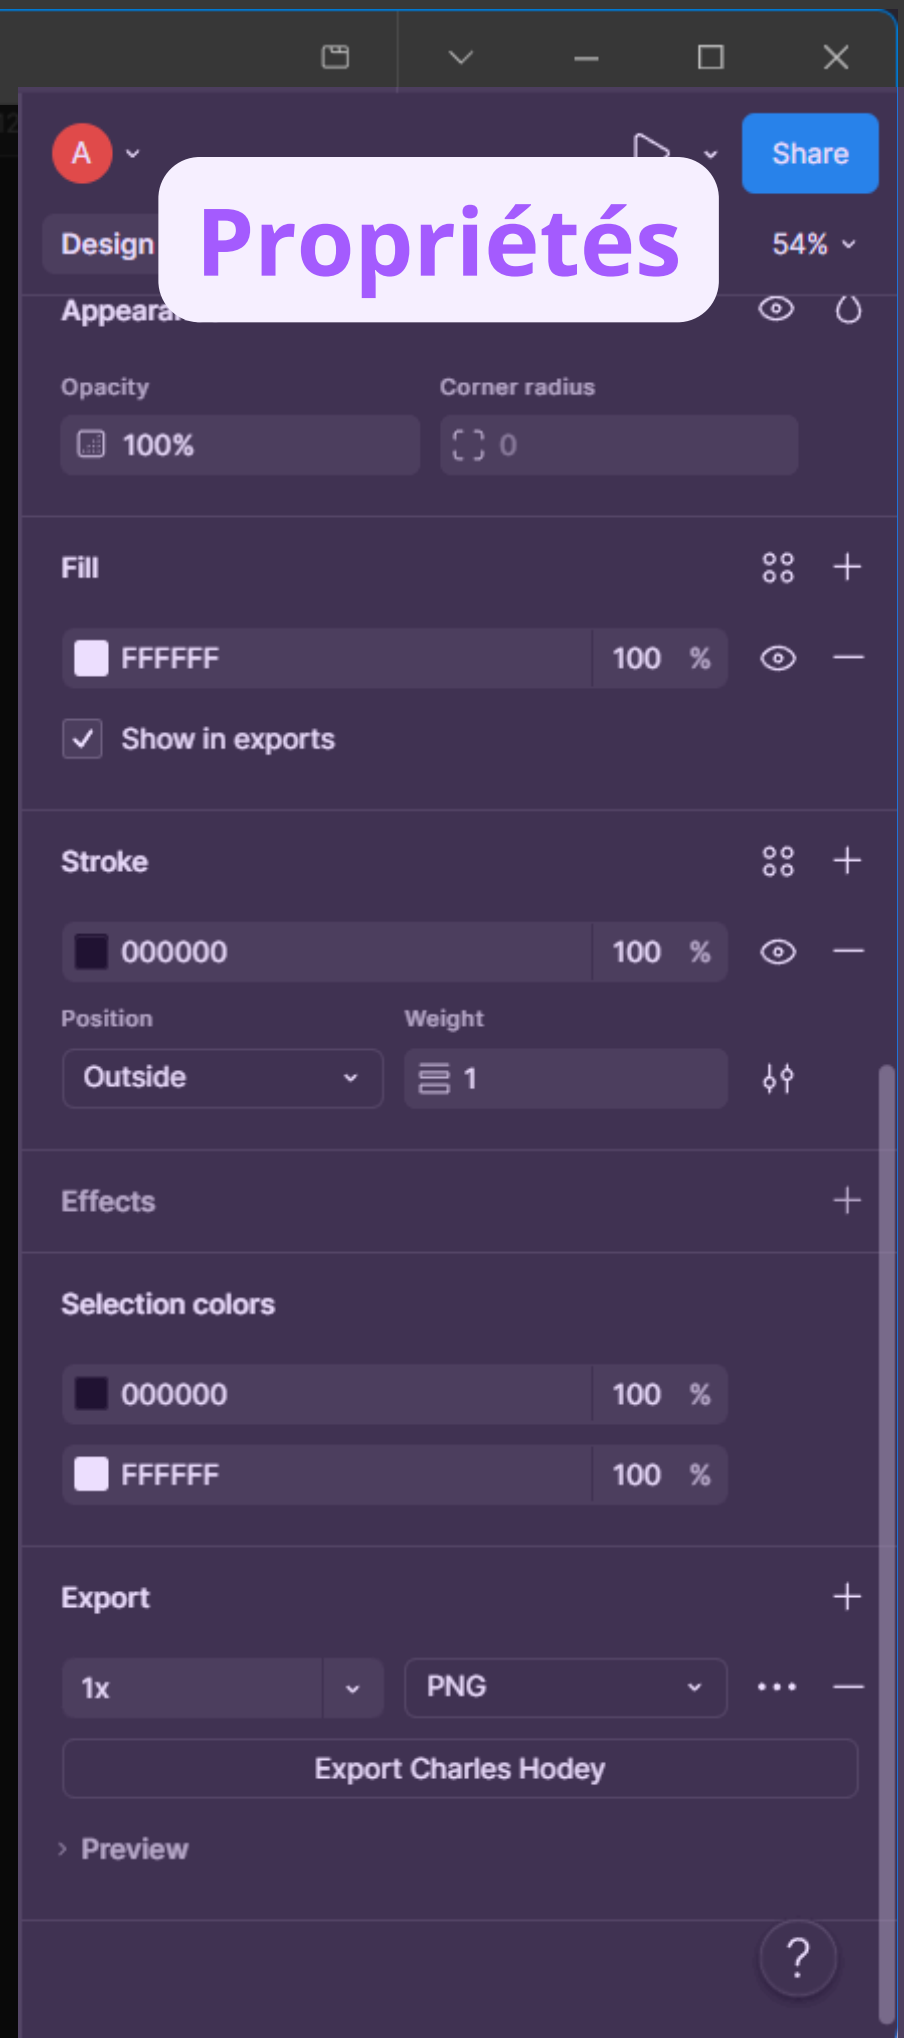 A
Share
Propriétés
Design
54%
Opacity
Corner radius
100%
0
Fill
FFFFFF
100 %
Show in exports
Stroke
000000
100 %
Position
Weight
Outside
1
Effects
Selection colors
000000
100 %
FFFFFF
100 %
Export
1x
PNG
Export Charles Hodey
Preview
?